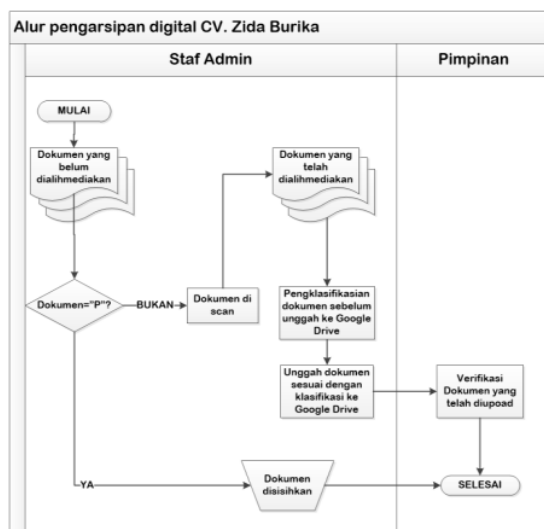 Alur pengarsipan digital CV. Zida Burika
Staf Admin
Pimpinan
MULAI
Dokumen yang
belum
dialihmediakan
Dokumen yang
telah
dialihmediakan
Dokumen="P"?
BUKAN
Dokumen di
scan
Pengklasifikasian
dokumen sebelum
unggah ke Google
Drive
Unggah dokumen
sesuai dengan
klasifikasi ke
Google Drive
Verifikasi
Dokumen yang
telah diupoad
YA
Dokumen
disisihkan
SELESAI